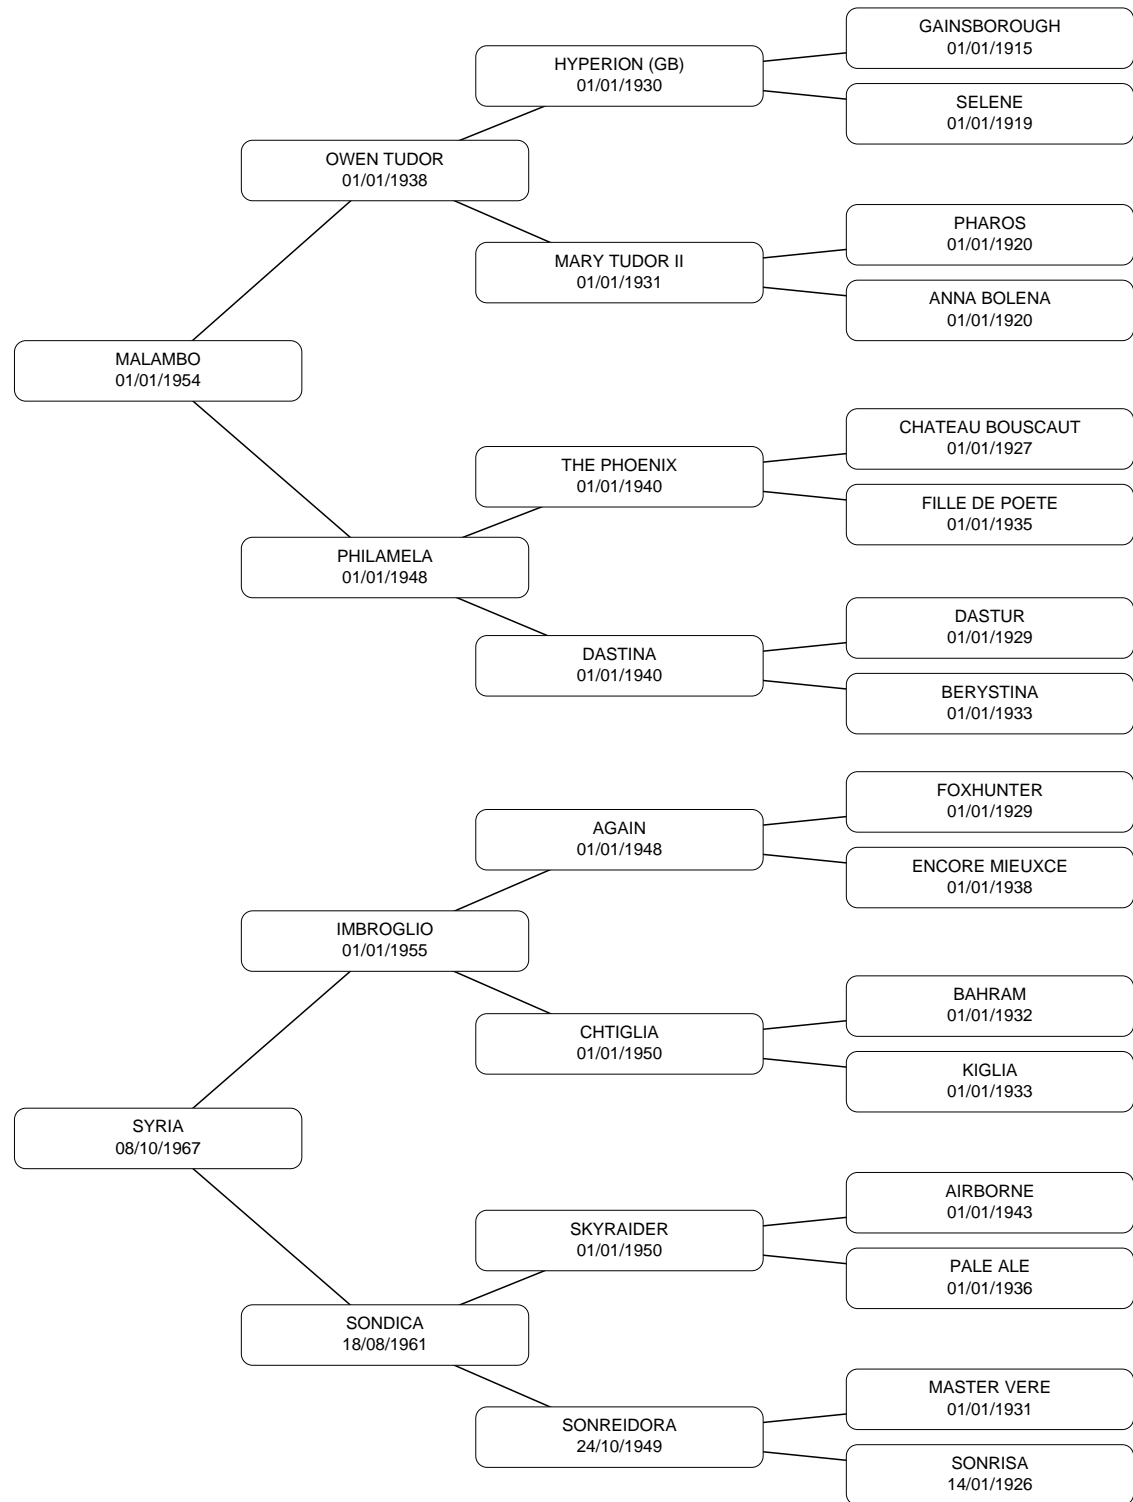 GAINSBOROUGH
01/01/1915
HYPERION (GB)
01/01/1930
SELENE
01/01/1919
OWEN TUDOR
01/01/1938
PHAROS
01/01/1920
MARY TUDOR II
01/01/1931
ANNA BOLENA
01/01/1920
MALAMBO
01/01/1954
CHATEAU BOUSCAUT
01/01/1927
THE PHOENIX
01/01/1940
FILLE DE POETE
01/01/1935
PHILAMELA
01/01/1948
DASTUR
01/01/1929
DASTINA
01/01/1940
BERYSTINA
01/01/1933
FOXHUNTER
01/01/1929
AGAIN
01/01/1948
ENCORE MIEUXCE
01/01/1938
IMBROGLIO
01/01/1955
BAHRAM
01/01/1932
CHTIGLIA
01/01/1950
KIGLIA
01/01/1933
SYRIA
08/10/1967
AIRBORNE
01/01/1943
SKYRAIDER
01/01/1950
PALE ALE
01/01/1936
SONDICA
18/08/1961
MASTER VERE
01/01/1931
SONREIDORA
24/10/1949
SONRISA
14/01/1926